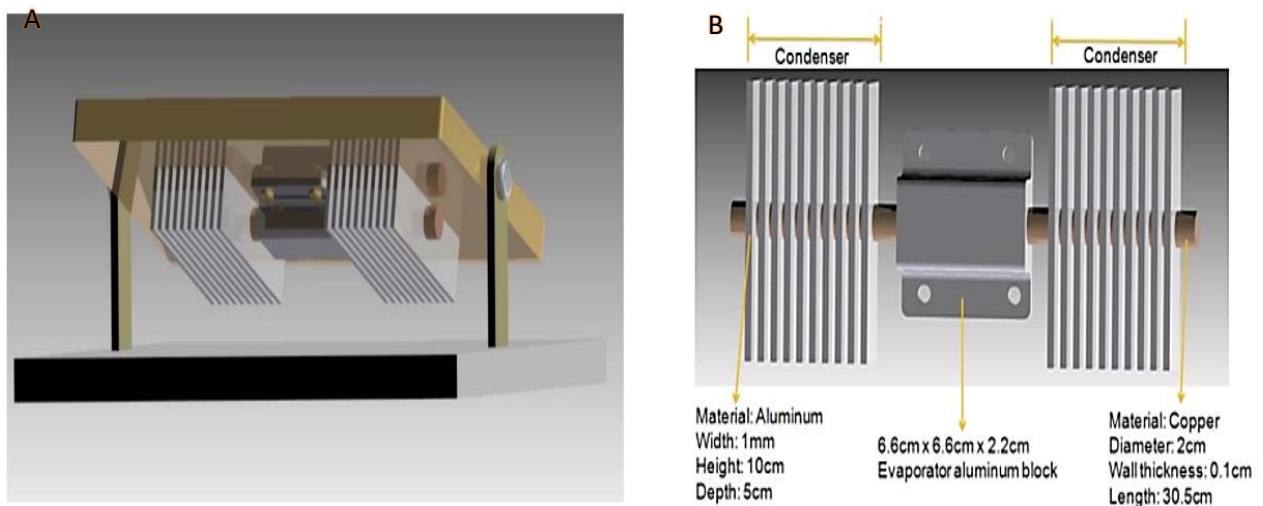 A
B
Condenser
Condenser
Material: Aluminum
Width: 1mm
Height: 10cm
Depth: 5cm
6.6cm x 6.6cm x 2.2cm
Evaporator aluminum block
Material: Copper
Diameter: 2cm
Wall thickness: 0.1cm
Length: 30.5cm